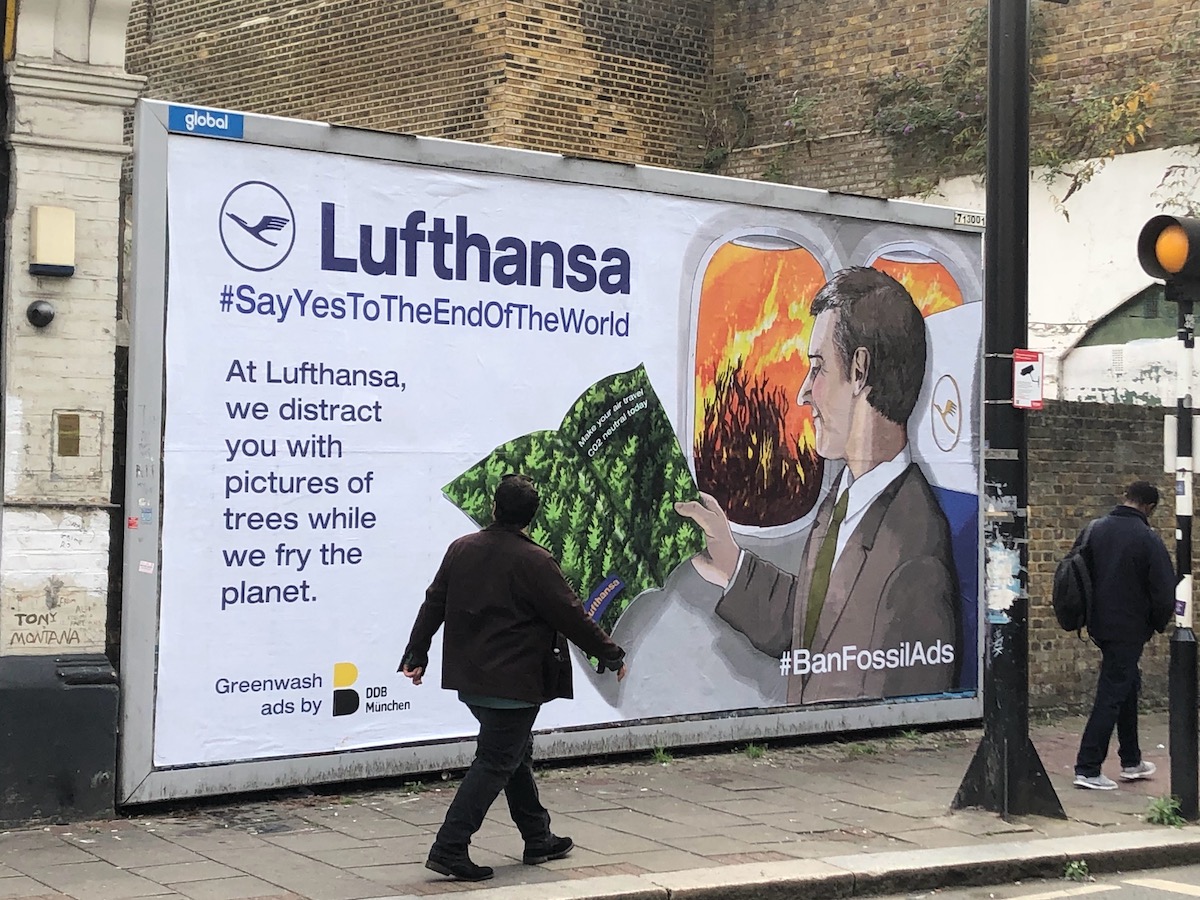 global
713001
Lufthansa
#SayYesToTheEndOfTheWorld
At Lufthansa,
we distract
you with
pictures of
trees while
we fry the
planet.
Make your air travel
CO2 neutral today
Lufthansa
#BanFossilAds
Greenwash
ads by
DDB
München
TONY
MONTANA